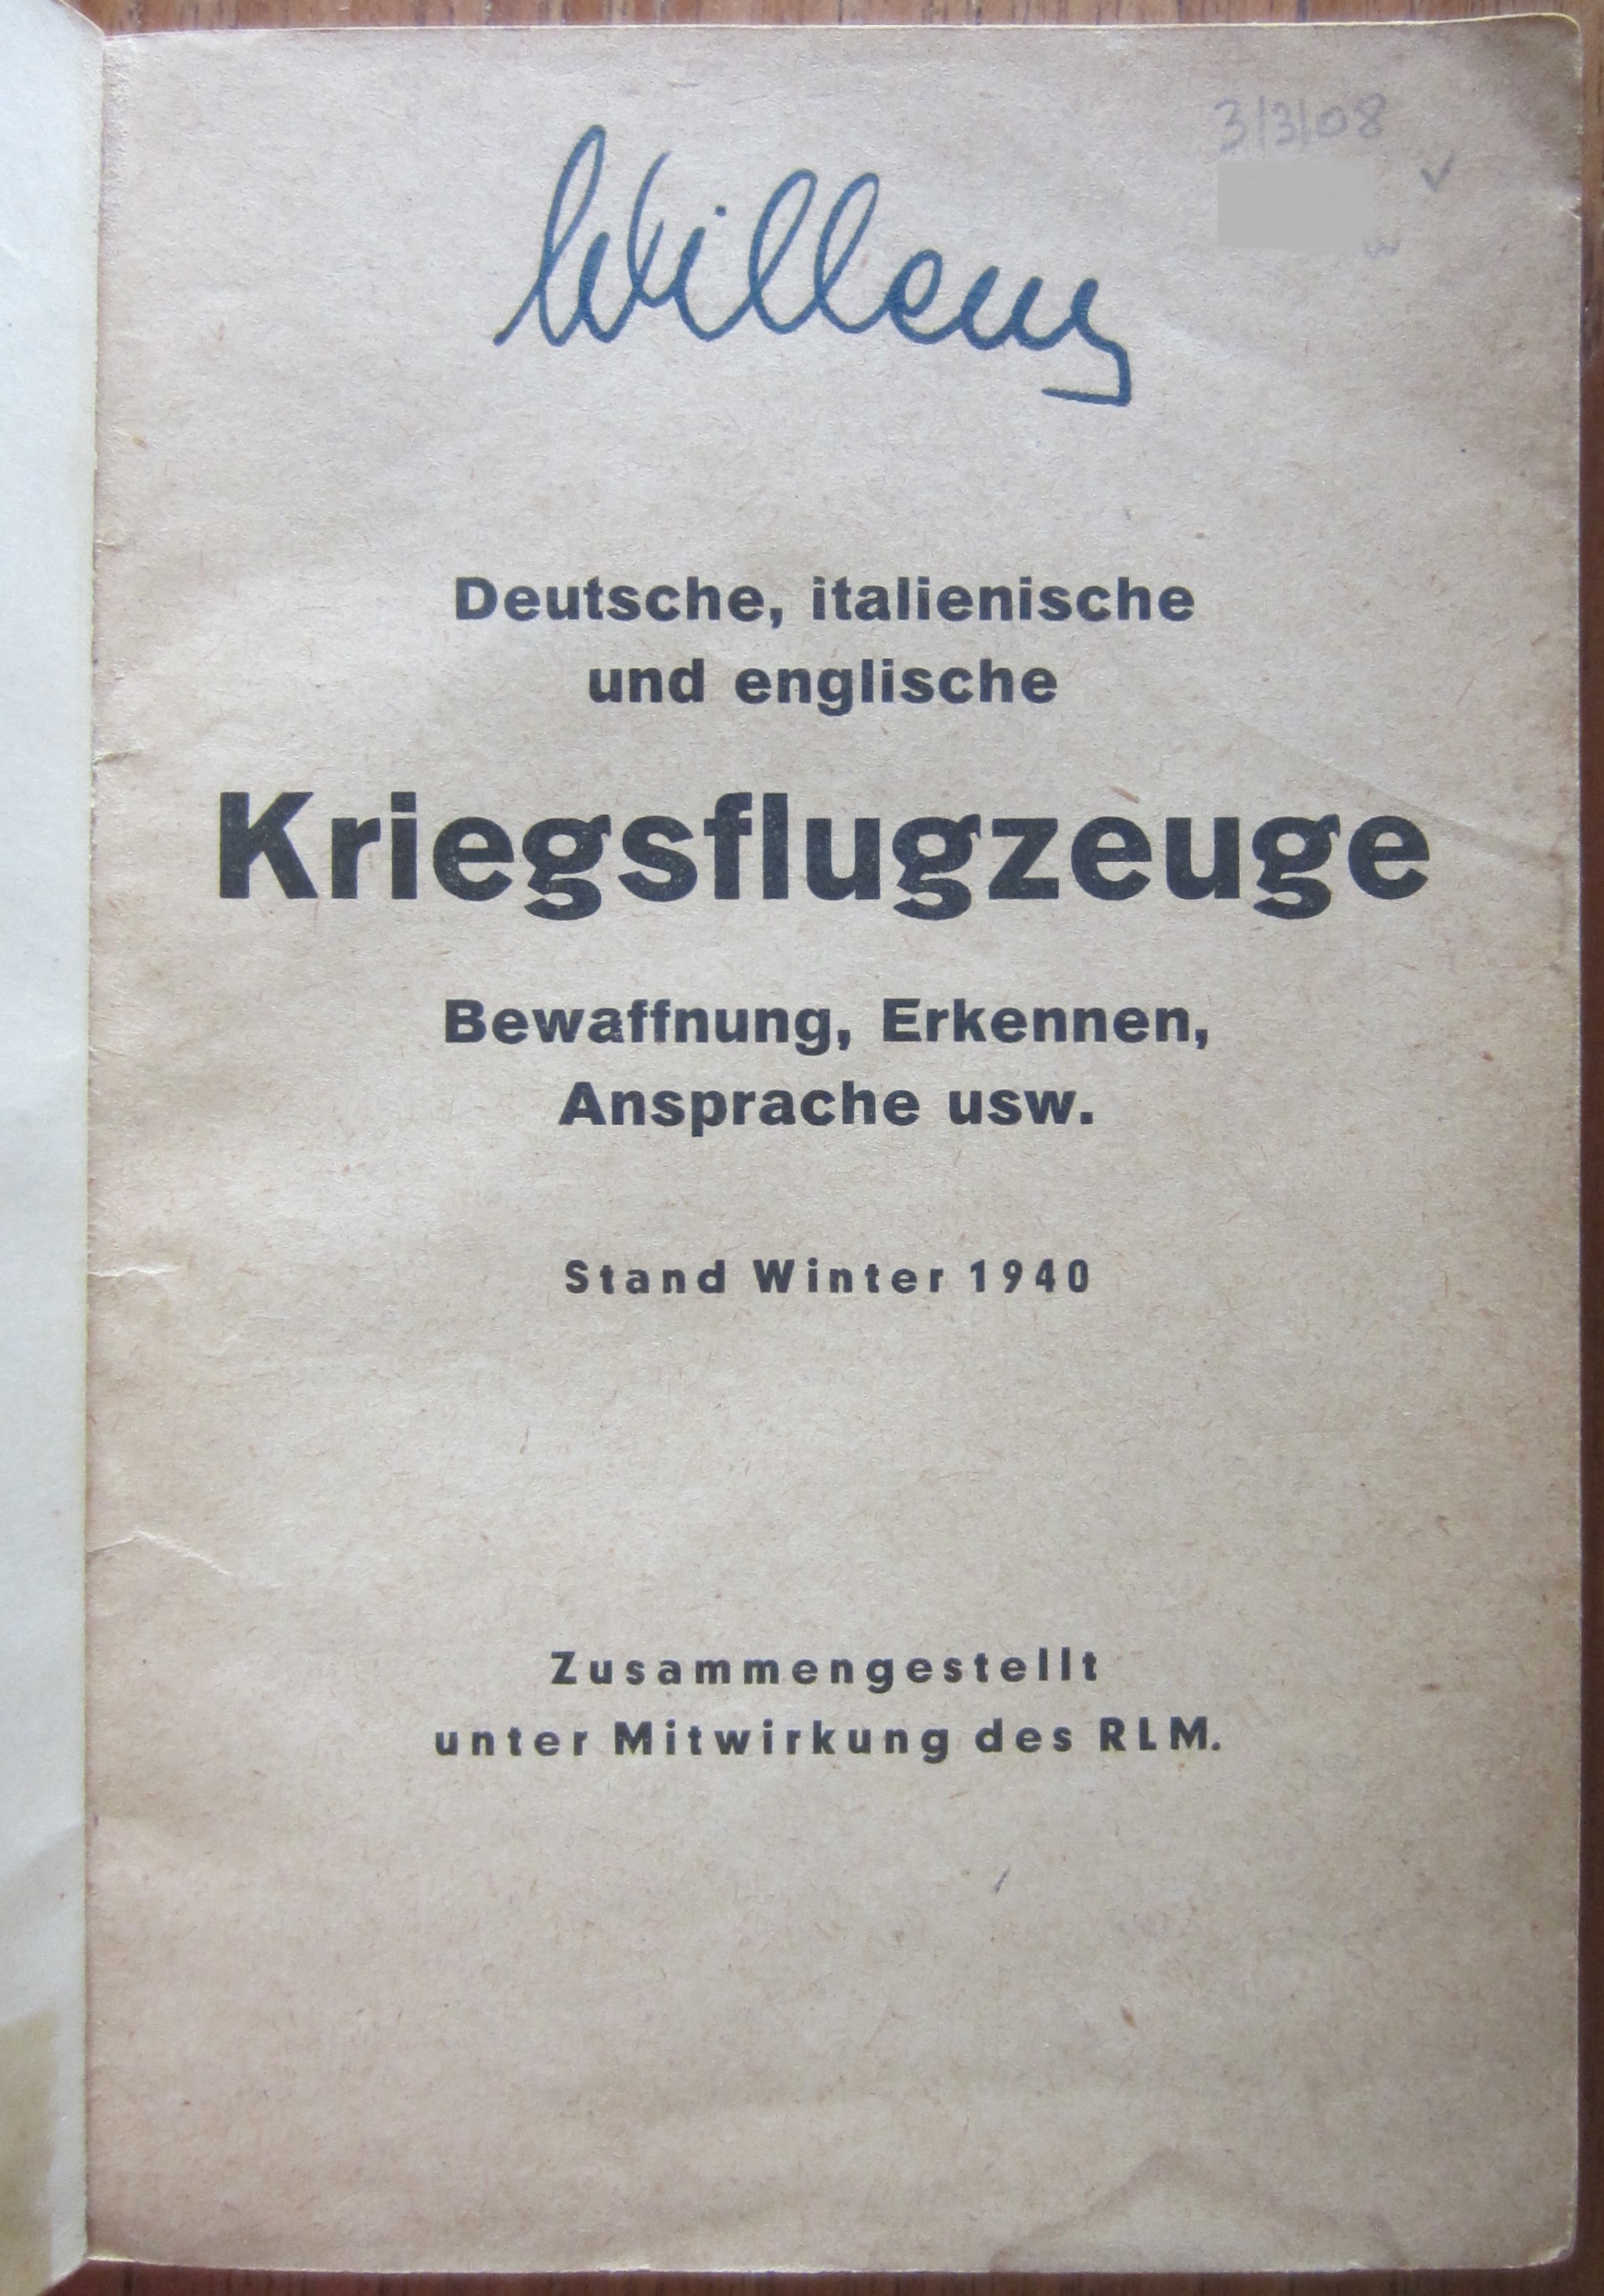 3/3/08
Willems
Deutsche, italienische
und englische
Kriegsflugzeuge
Bewaffnung, Erkennen,
Ansprache usw.
Stand Winter 1940
Zusammengestellt
unter Mitwirkung des RLM.